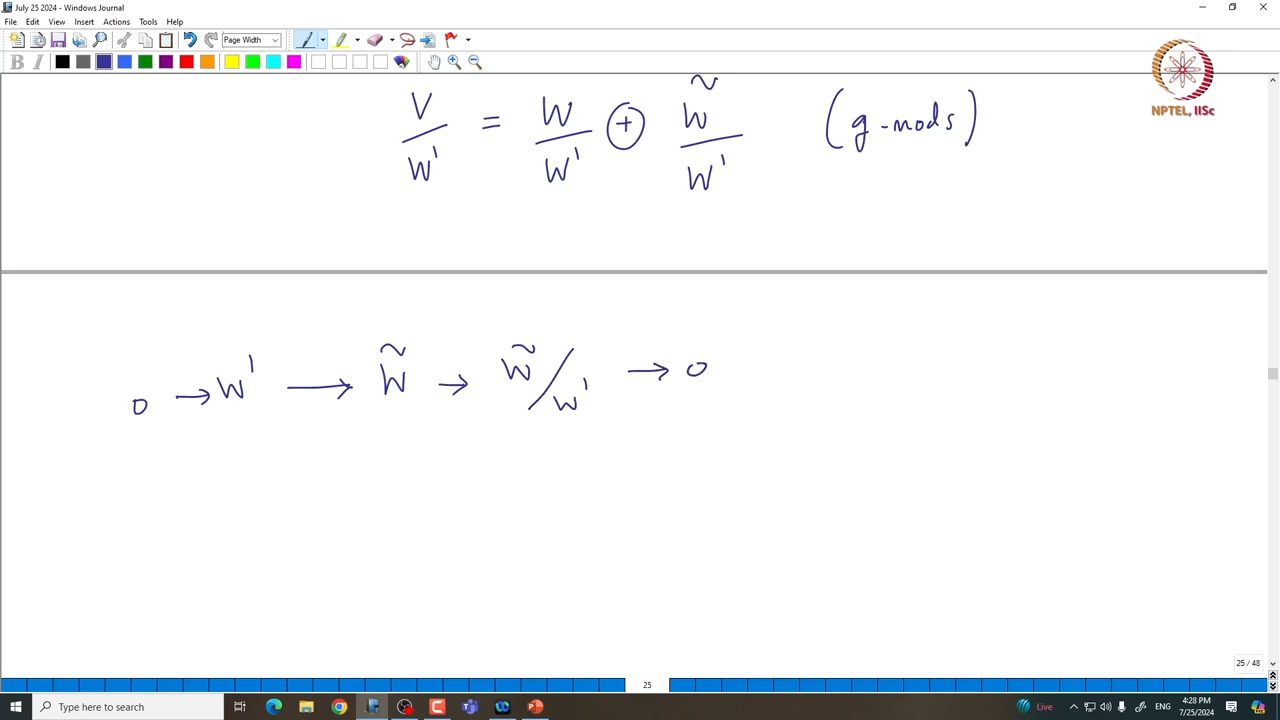 July 25 2024 - Windows Journal
File Edit View Insert Actions Tools Help
Page Width
B I
NPTEL, IISc
V/W' = W/W' ⊕ W̃/W' (g-mods)
0 → W' → W̃ → W̃/W' → 0
25 / 48
25
Type here to search
Live
ENG
4:28 PM
7/25/2024